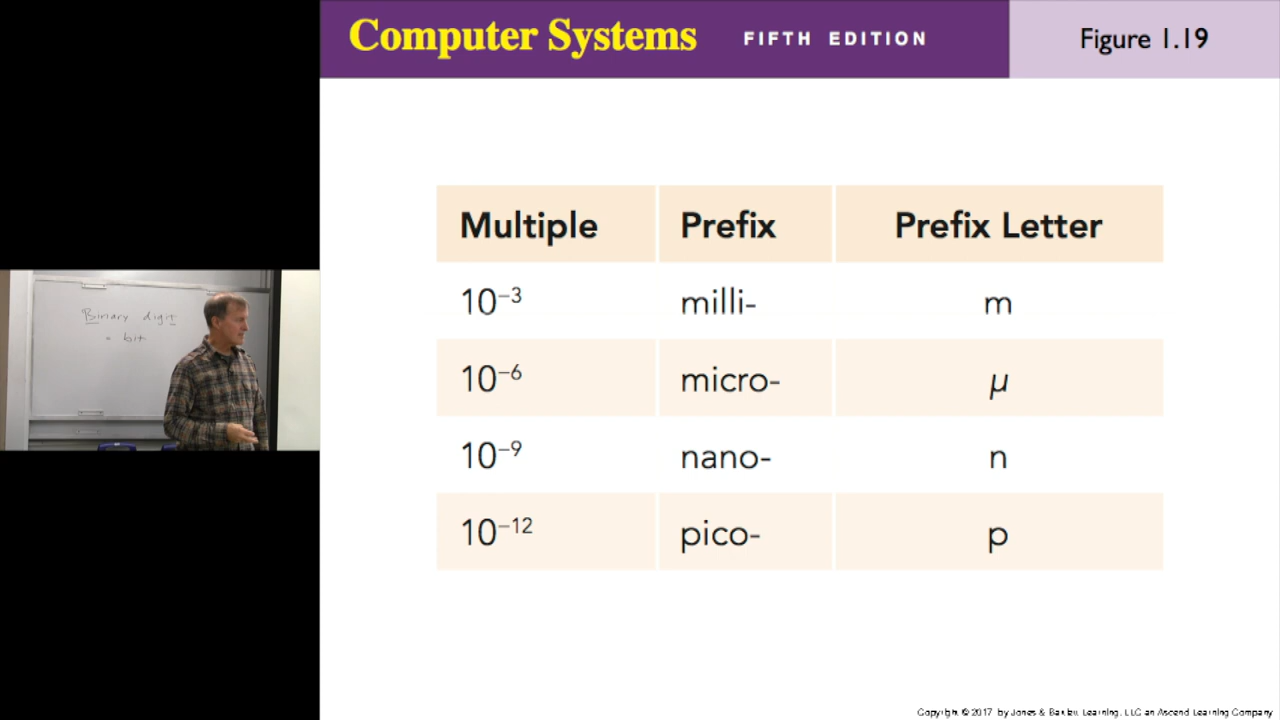 Computer Systems FIFTH EDITION Figure 1.19
Binary digit
bit
Multiple Prefix Prefix Letter
10⁻³ milli- m
10⁻⁶ micro- μ
10⁻⁹ nano- n
10⁻¹² pico- p
Copyright © 2017 by Jones & Bartlett Learning, LLC an Ascend Learning Company